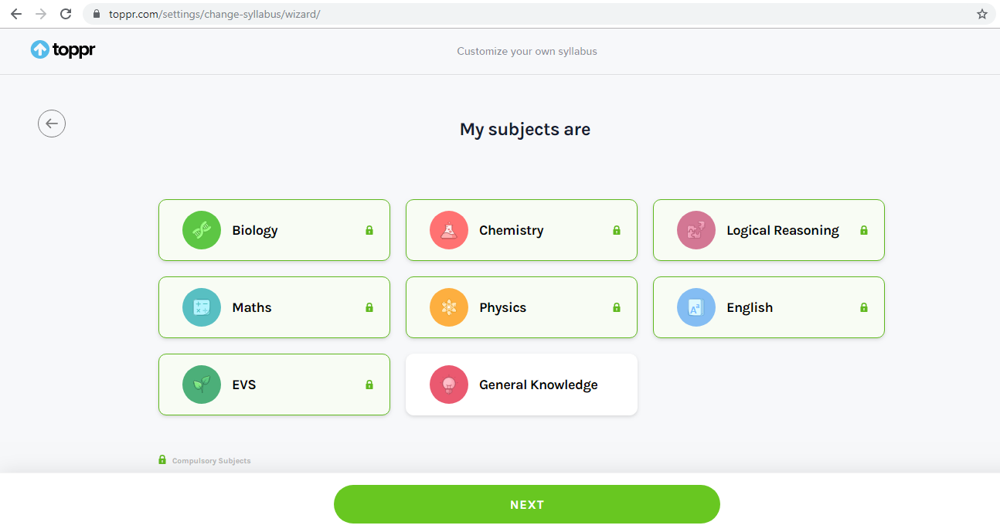 toppr.com/settings/change-syllabus/wizard/
toppr
Customize your own syllabus
My subjects are
Biology
Chemistry
Logical Reasoning
Maths
Physics
English
EVS
General Knowledge
Compulsory Subjects
NEXT